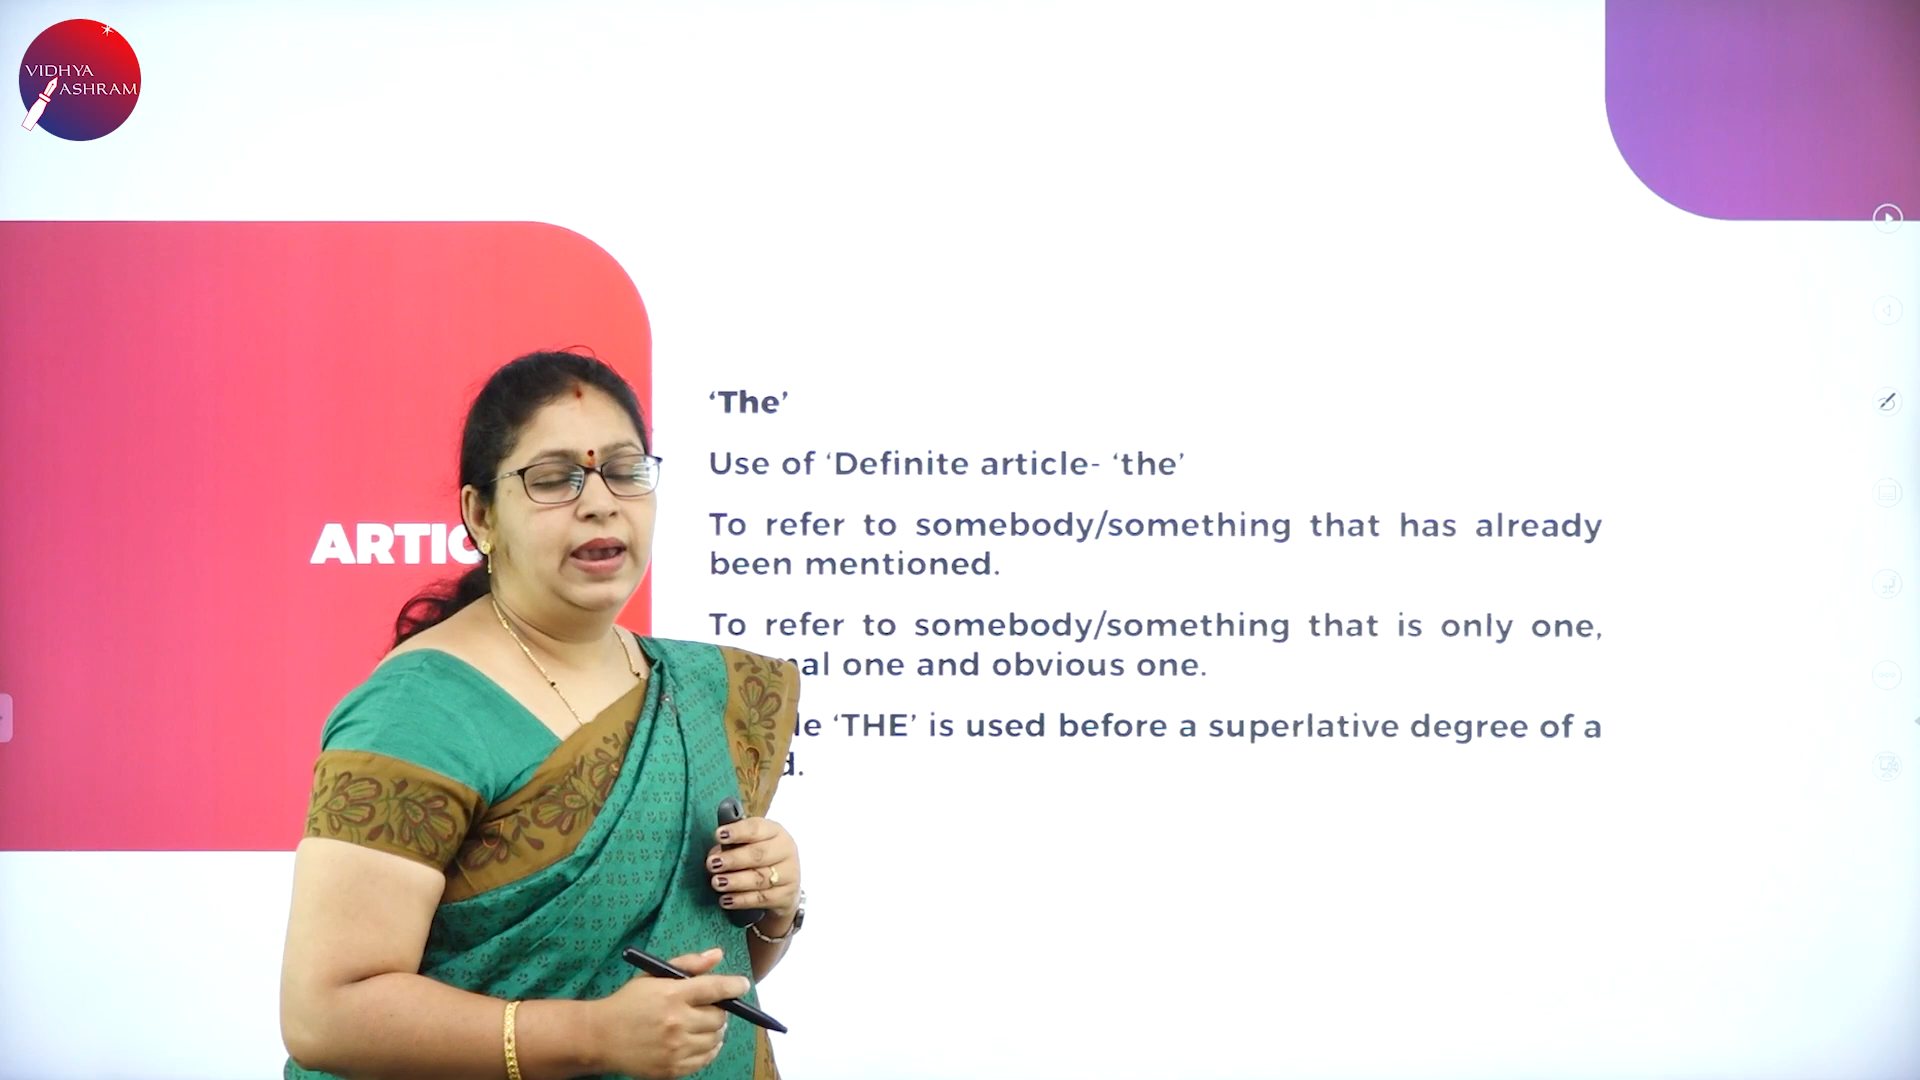 VIDHYA
ASHRAM
‘The’
Use of ‘Definite article- ‘the’
ARTIC
To refer to somebody/something that has already
been mentioned.
To refer to somebody/something that is only one,
one and obvious one.
‘THE’ is used before a superlative degree of a